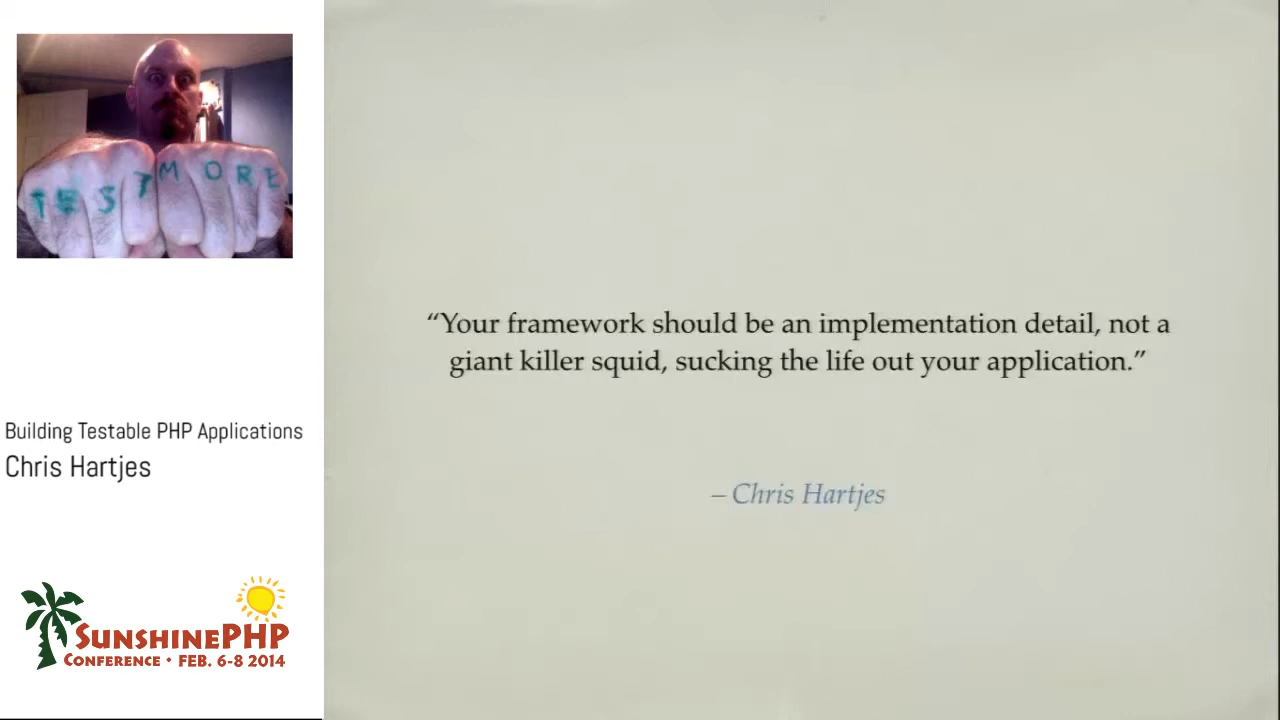 TEST MORE
Building Testable PHP Applications
Chris Hartjes
SUNSHINEPHP
CONFERENCE • FEB. 6-8 2014
“Your framework should be an implementation detail, not a
giant killer squid, sucking the life out your application.”
– Chris Hartjes